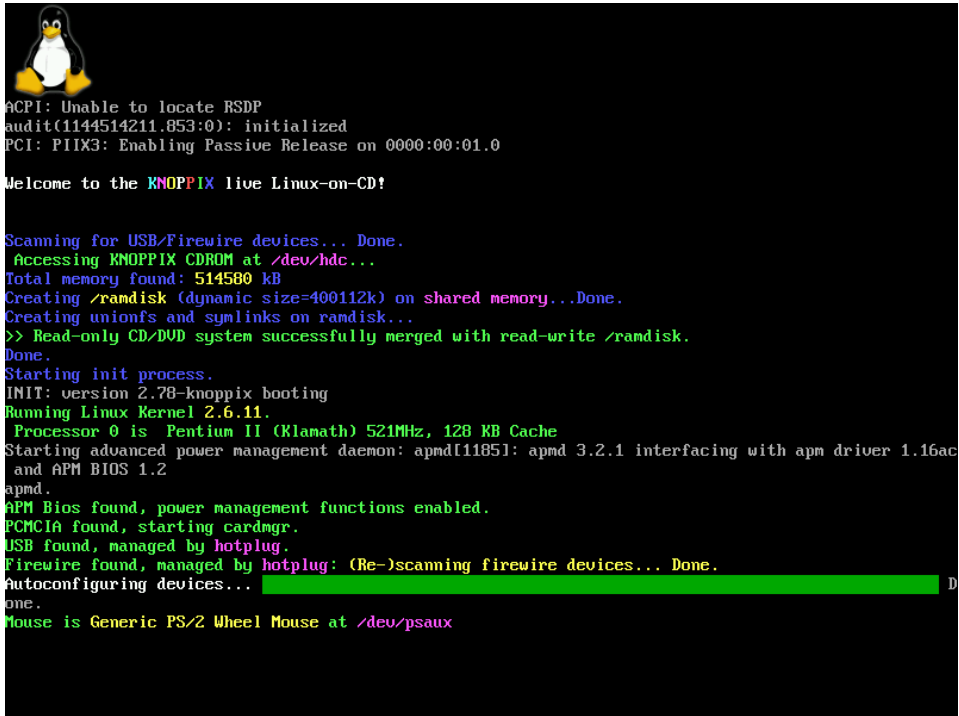 ACPI: Unable to locate RSDP
audit(1144514211.853:0): initialized
PCI: PIIX3: Enabling Passive Release on 0000:00:01.0
Welcome to the KNOPPIX live Linux-on-CD!
Scanning for USB/Firewire devices... Done.
 Accessing KNOPPIX CDROM at /dev/hdc...
Total memory found: 514580 kB
Creating /ramdisk (dynamic size=400112k) on shared memory...Done.
Creating unionfs and symlinks on ramdisk...
>> Read-only CD/DVD system successfully merged with read-write /ramdisk.
Done.
Starting init process.
INIT: version 2.78-knoppix booting
Running Linux Kernel 2.6.11.
 Processor 0 is  Pentium II (Klamath) 521MHz, 128 KB Cache
Starting advanced power management daemon: apmd[1185]: apmd 3.2.1 interfacing with apm driver 1.16ac
 and APM BIOS 1.2
apmd.
APM Bios found, power management functions enabled.
PCMCIA found, starting cardmgr.
USB found, managed by hotplug.
Firewire found, managed by hotplug: (Re-)scanning firewire devices... Done.
Autoconfiguring devices... D
one.
Mouse is Generic PS/2 Wheel Mouse at /dev/psaux